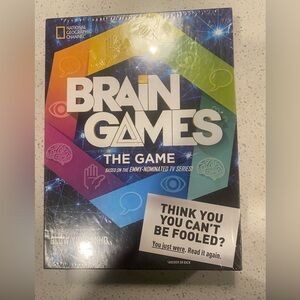 NATIONAL
GEOGRAPHIC
CHANNEL
BRAIN
GAMES
THE GAME
BASED ON THE EMMY-NOMINATED TV SERIES!
THINK YOU
YOU CAN'T
BE FOOLED?
You just were. Read it again.